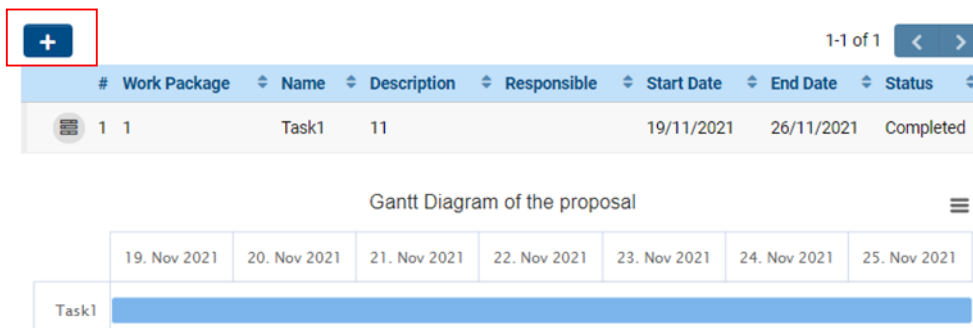 +
1-1 of 1 < >
# Work Package Name Description Responsible Start Date End Date Status
1 1 Task1 11 19/11/2021 26/11/2021 Completed
Gantt Diagram of the proposal
19. Nov 2021 20. Nov 2021 21. Nov 2021 22. Nov 2021 23. Nov 2021 24. Nov 2021 25. Nov 2021
Task1